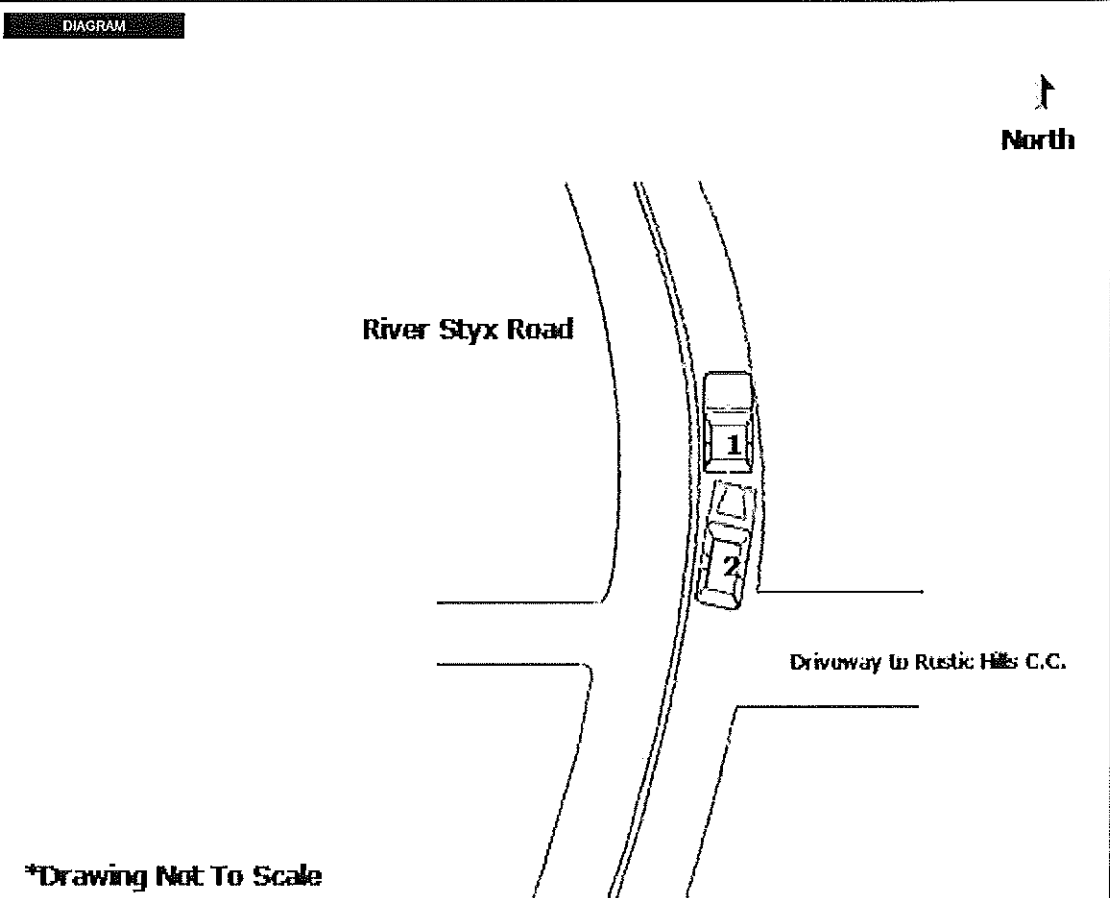 DIAGRAM
North
River Styx Road
1
2
Driveway to Rustic Hills C.C.
*Drawing Not To Scale